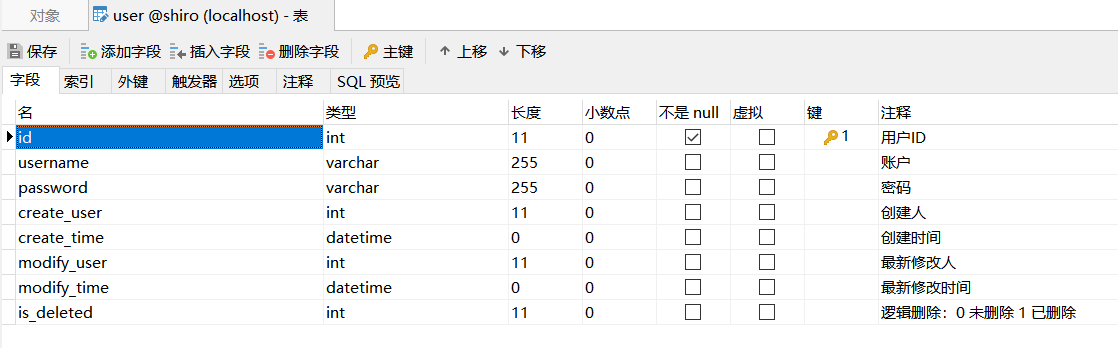 对象 user @shiro (localhost) - 表
保存 添加字段 插入字段 删除字段 主键 上移 下移
字段 索引 外键 触发器 选项 注释 SQL 预览
名 类型 长度 小数点 不是 null 虚拟 键 注释
id int 11 0 1 用户ID
username varchar 255 0 账户
password varchar 255 0 密码
create_user int 11 0 创建人
create_time datetime 0 0 创建时间
modify_user int 11 0 最新修改人
modify_time datetime 0 0 最新修改时间
is_deleted int 11 0 逻辑删除：0 未删除 1 已删除